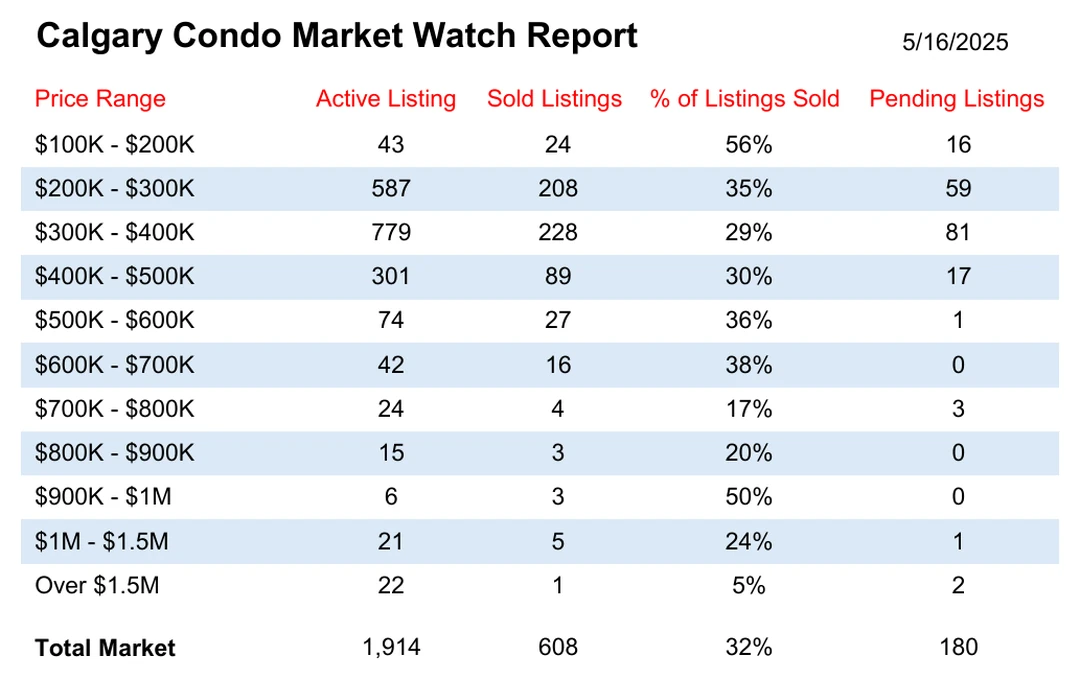 Calgary Condo Market Watch Report 5/16/2025
Price Range Active Listing Sold Listings % of Listings Sold Pending Listings
$100K - $200K 43 24 56% 16
$200K - $300K 587 208 35% 59
$300K - $400K 779 228 29% 81
$400K - $500K 301 89 30% 17
$500K - $600K 74 27 36% 1
$600K - $700K 42 16 38% 0
$700K - $800K 24 4 17% 3
$800K - $900K 15 3 20% 0
$900K - $1M 6 3 50% 0
$1M - $1.5M 21 5 24% 1
Over $1.5M 22 1 5% 2
Total Market 1,914 608 32% 180